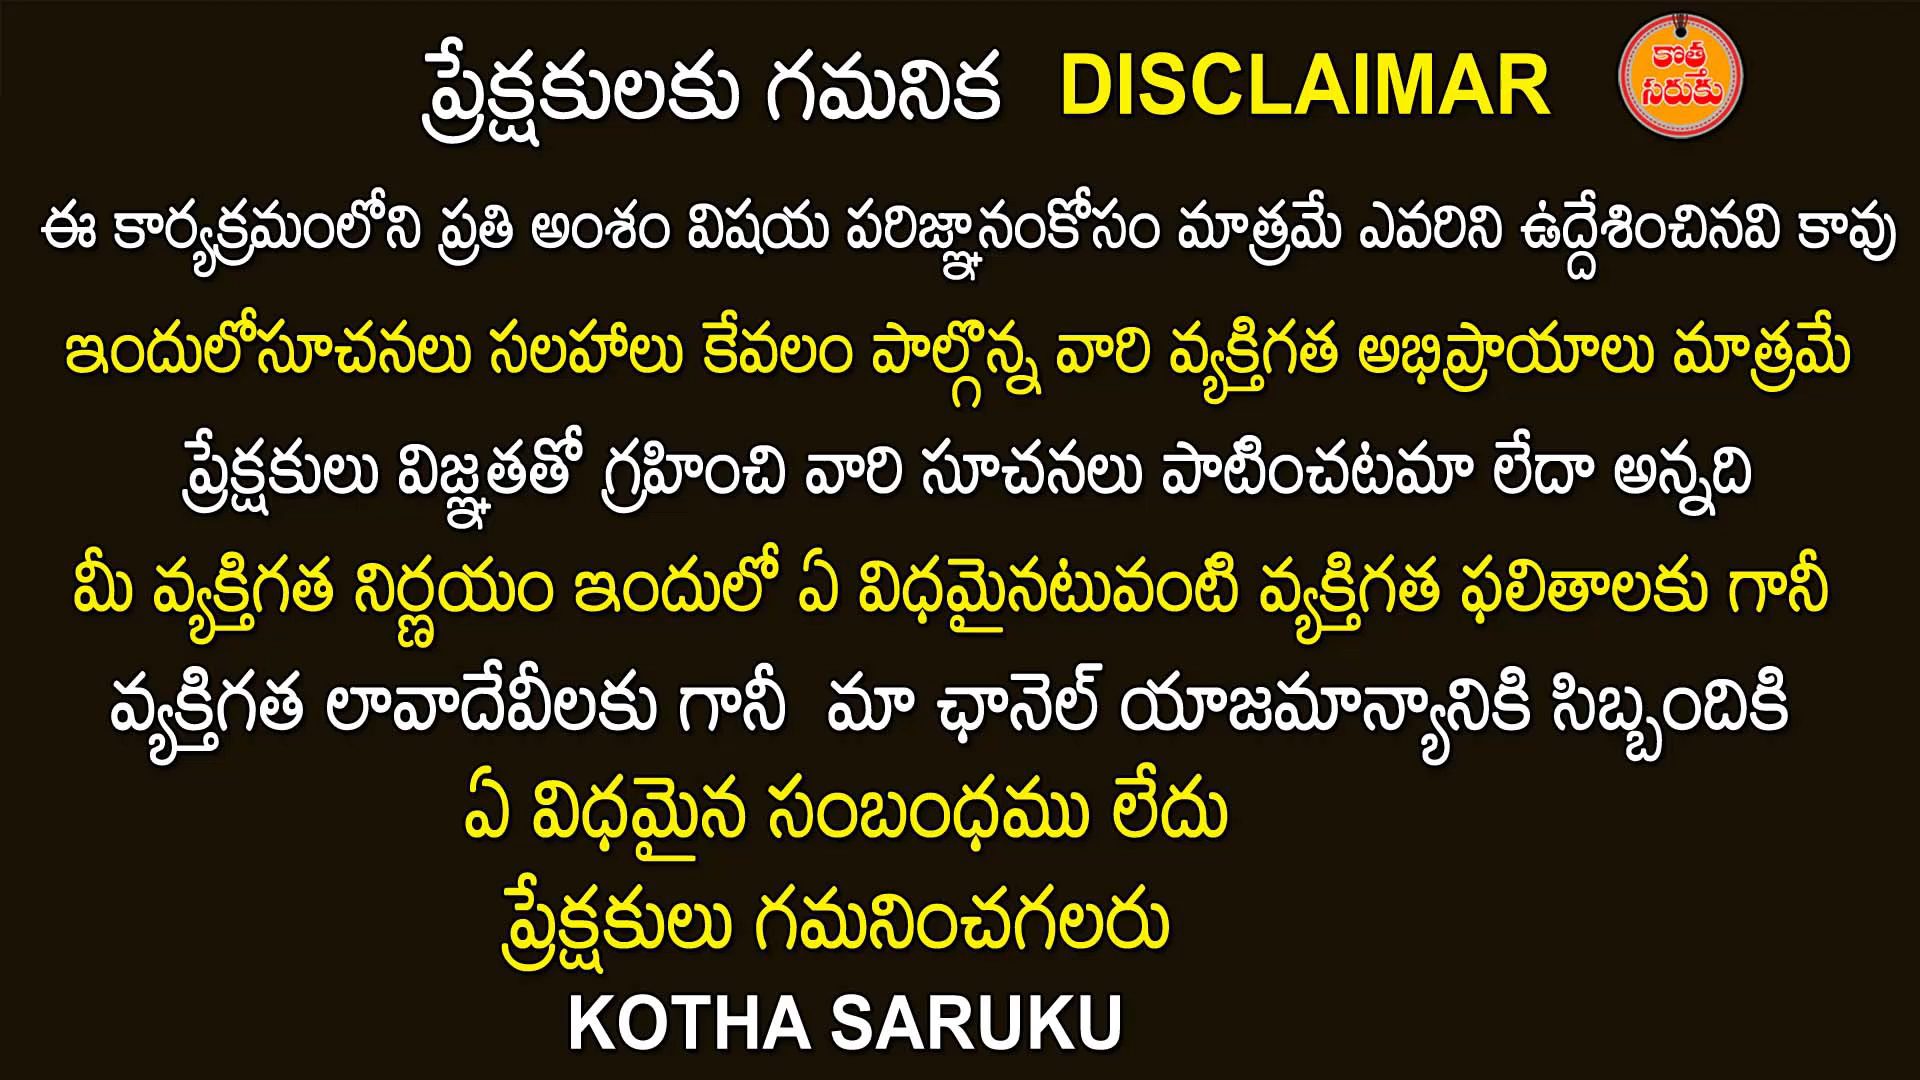 ప్రేక్షకులకు గమనిక DISCLAIMAR
కొత్త
సరుకు
ఈ కార్యక్రమంలోని ప్రతి అంశం విషయ పరిజ్ఞానంకోసం మాత్రమే ఎవరిని ఉద్దేశించినవి కావు
ఇందులోసూచనలు సలహాలు కేవలం పాల్గొన్న వారి వ్యక్తిగత అభిప్రాయాలు మాత్రమే
ప్రేక్షకులు విజ్ఞతతో గ్రహించి వారి సూచనలు పాటించటమా లేదా అన్నది
మీ వ్యక్తిగత నిర్ణయం ఇందులో ఏ విధమైనటువంటి వ్యక్తిగత ఫలితాలకు గానీ
వ్యక్తిగత లావాదేవీలకు గానీ మా ఛానెల్ యాజమాన్యానికి సిబ్బందికి
ఏ విధమైన సంబంధము లేదు
ప్రేక్షకులు గమనించగలరు
KOTHA SARUKU